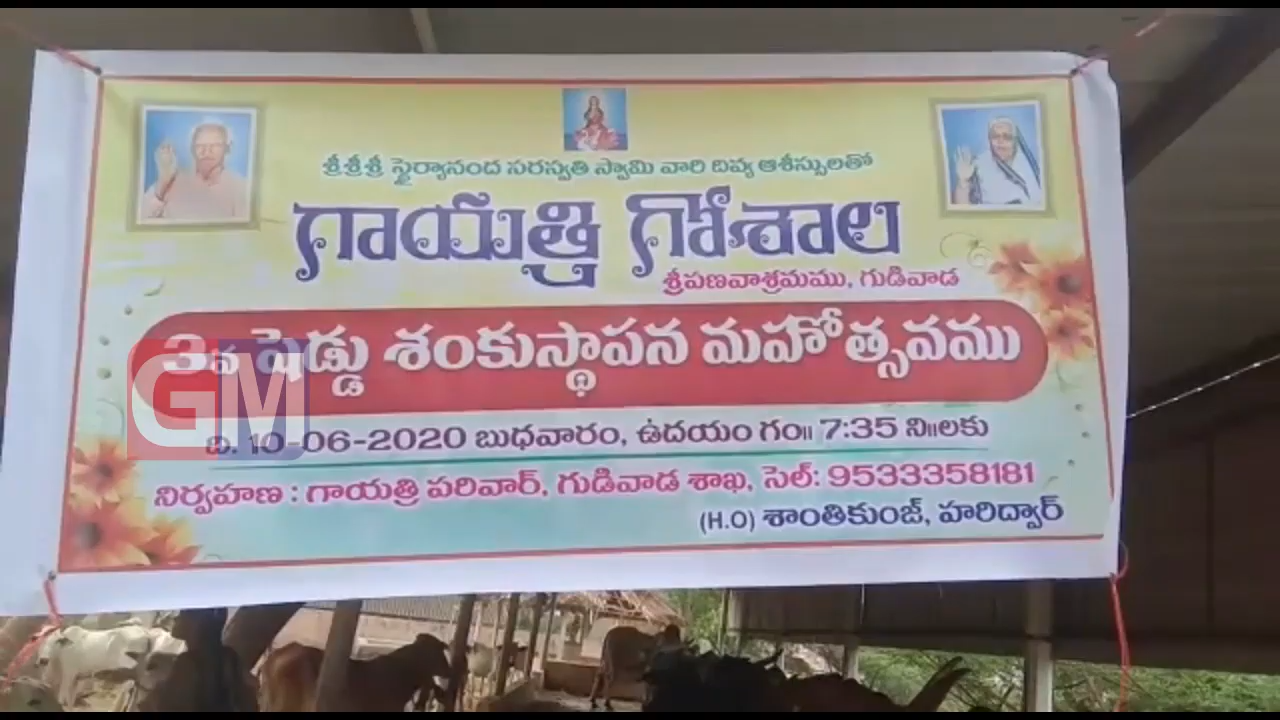 శ్రీ శ్రీ శ్రీ స్థైర్యానంద సరస్వతి స్వామి వారి దివ్య ఆశీస్సులతో
గాయత్రి గోశాల
శ్రీపణవాశ్రమము, గుడివాడ
3వ షెడ్డు శంకుస్థాపన మహోత్సవము
GM
ది. 10-06-2020 బుధవారం, ఉదయం గం॥ 7:35 ని॥లకు
నిర్వహణ : గాయత్రి పరివార్, గుడివాడ శాఖ, సెల్: 9533358181
(H.O) శాంతికుంజ్, హరిద్వార్